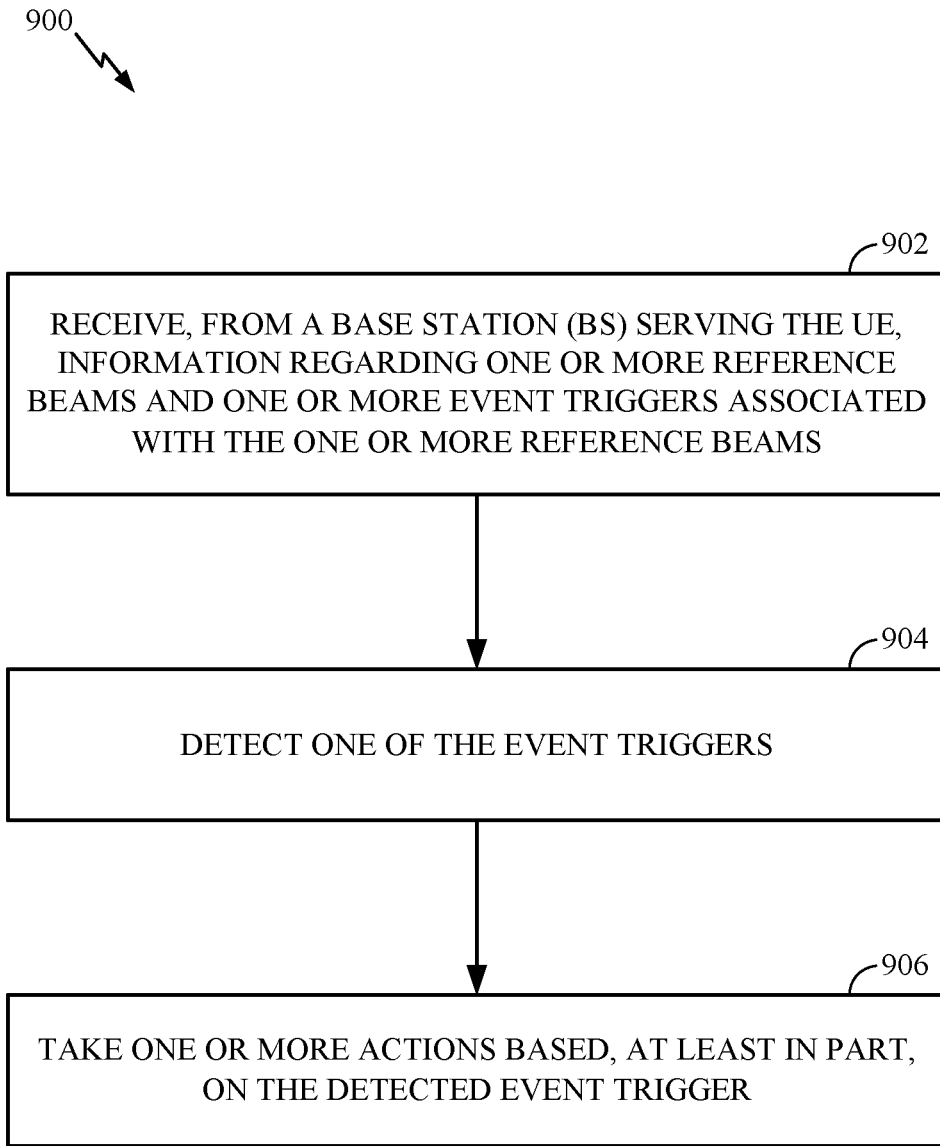 900
902
RECEIVE, FROM A BASE STATION (BS) SERVING THE UE,
INFORMATION REGARDING ONE OR MORE REFERENCE
BEAMS AND ONE OR MORE EVENT TRIGGERS ASSOCIATED
WITH THE ONE OR MORE REFERENCE BEAMS
904
DETECT ONE OF THE EVENT TRIGGERS
906
TAKE ONE OR MORE ACTIONS BASED, AT LEAST IN PART,
ON THE DETECTED EVENT TRIGGER